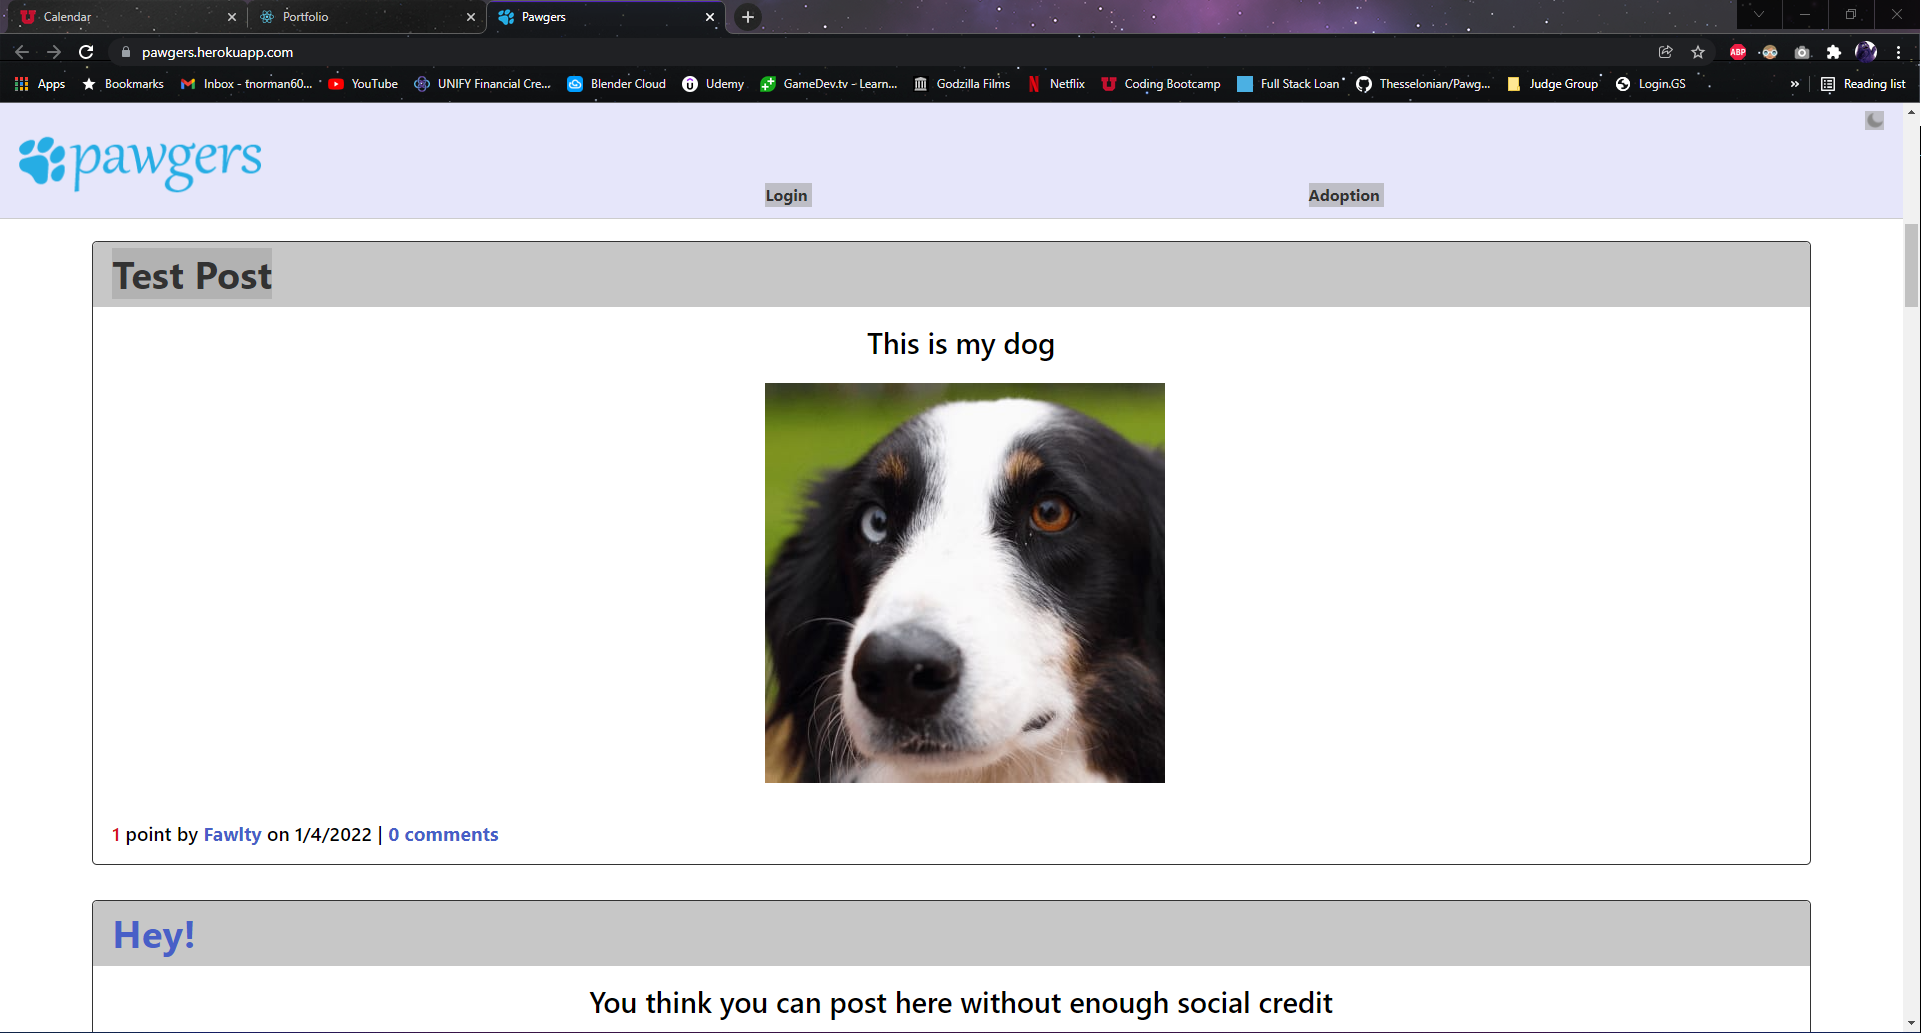 Calendar
Portfolio
Pawgers
pawgers.herokuapp.com
ABP
Apps
Bookmarks
Inbox - tnorman60...
YouTube
UNIFY Financial Cre...
Blender Cloud
Udemy
GameDev.tv - Learn...
Godzilla Films
Netflix
Coding Bootcamp
Full Stack Loan
Thesselonian/Pawg...
Judge Group
Login.GS
»
Reading list
pawgers
Login
Adoption
Test Post
This is my dog
1 point by Fawlty on 1/4/2022 | 0 comments
Hey!
You think you can post here without enough social credit